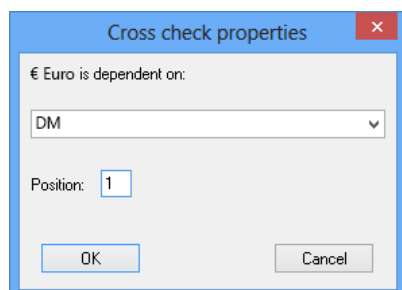 Cross check properties
€ Euro is dependent on:
DM
Position: 1
OK Cancel